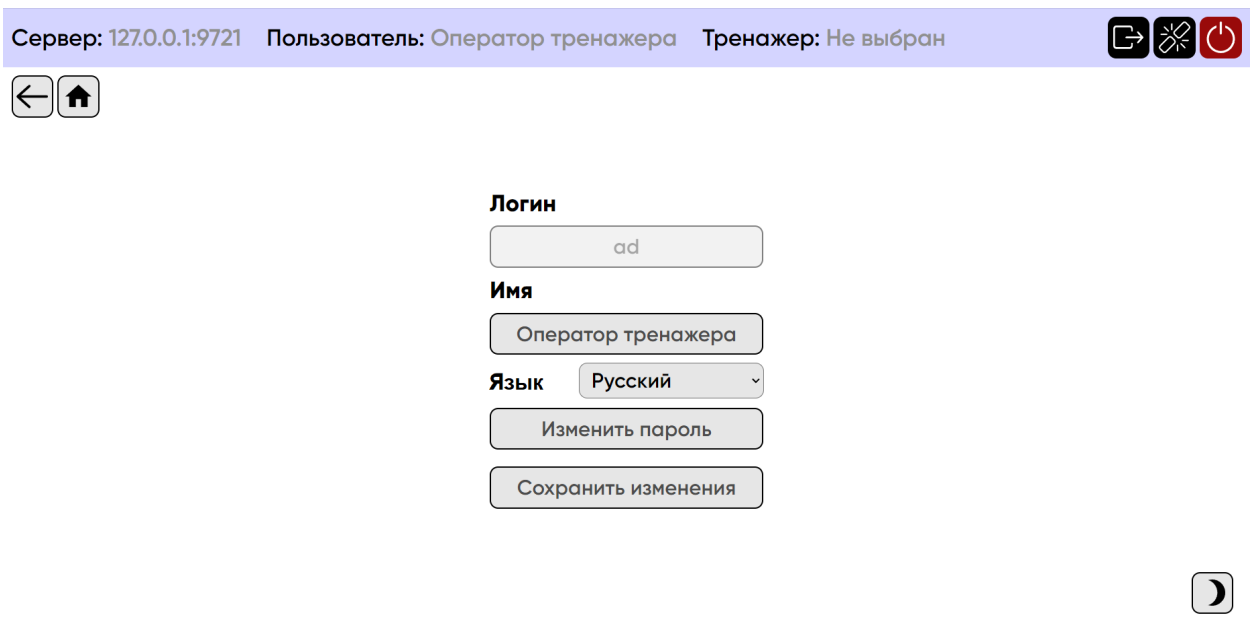 Сервер: 127.0.0.1:9721 Пользователь: Оператор тренажера Тренажер: Не выбран
Логин
ad
Имя
Оператор тренажера
Язык Русский
Изменить пароль
Сохранить изменения